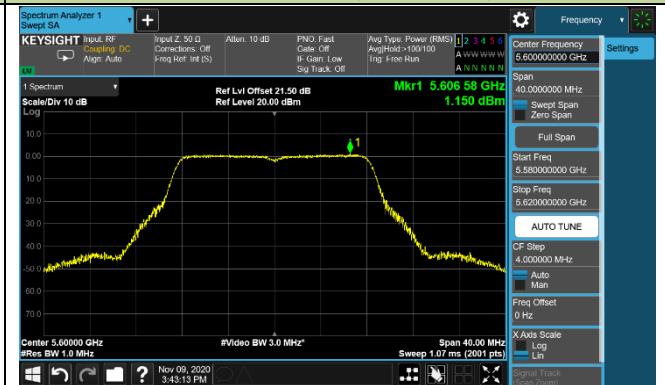 Spectrum Analyzer 1
Swept SA
Frequency
KEYSIGHT
Input: RF
Coupling: DC
Align: Auto
Input Z: 50 Ω
Corrections: Off
Freq Ref: Int (S)
Atten: 10 dB
PNO: Fast
Gate: Off
IF Gain: Low
Sig Track: Off
Avg Type: Power (RMS)
Avg|Hold:>100/100
Trig: Free Run
1 2 3 4 5 6
A W W W W W
A N N N N N
LV
Center Frequency
5.600000000 GHz
Settings
Span
40.0000000 MHz
Swept Span
Zero Span
Full Span
Start Freq
5.580000000 GHz
Stop Freq
5.620000000 GHz
AUTO TUNE
CF Step
4.000000 MHz
Auto
Man
Freq Offset
0 Hz
X Axis Scale
Log
Lin
Signal Track
(Span Zoom)
1 Spectrum
Scale/Div 10 dB
Ref Lvl Offset 21.50 dB
Ref Level 20.00 dBm
Mkr1 5.606 58 GHz
1.150 dBm
Log
10.0
0.00
1
10.0
20.0
30.0
40.0
-50.0
60.0
70.0
Center 5.60000 GHz
#Video BW 3.0 MHz*
Span 40.00 MHz
#Res BW 1.0 MHz
Sweep 1.07 ms (2001 pts)
Nov 09, 2020
3:43:13 PM